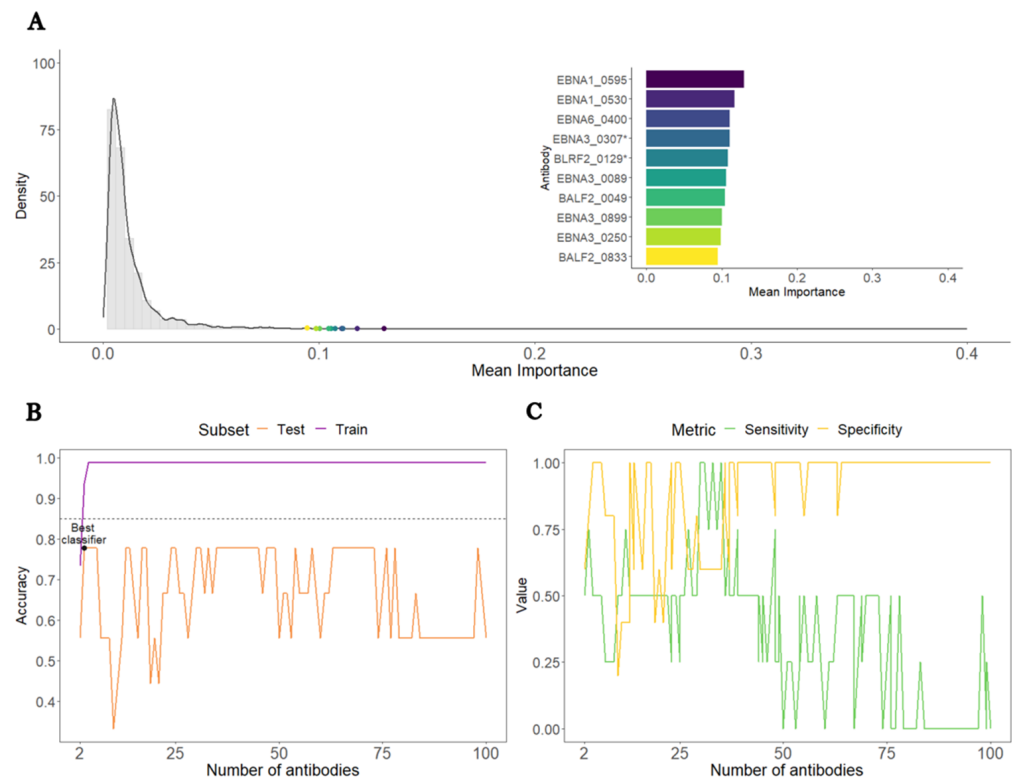 A
100
75
50
25
0
Density
0.0
0.1
0.2
0.3
0.4
Mean Importance
EBNA1_0595
EBNA1_0530
EBNA6_0400
EBNA3_0307*
BLRF2_0129*
EBNA3_0089
BALF2_0049
EBNA3_0899
EBNA3_0250
BALF2_0833
Antibody
0.0
0.1
0.2
0.3
0.4
Mean Importance
B
Subset
Test
Train
1.0
0.9
0.8
0.7
0.6
0.5
0.4
Accuracy
Best
classifier
2
25
50
75
100
Number of antibodies
C
Metric
Sensitivity
Specificity
1.00
0.75
0.50
0.25
0.00
Value
2
25
50
75
100
Number of antibodies